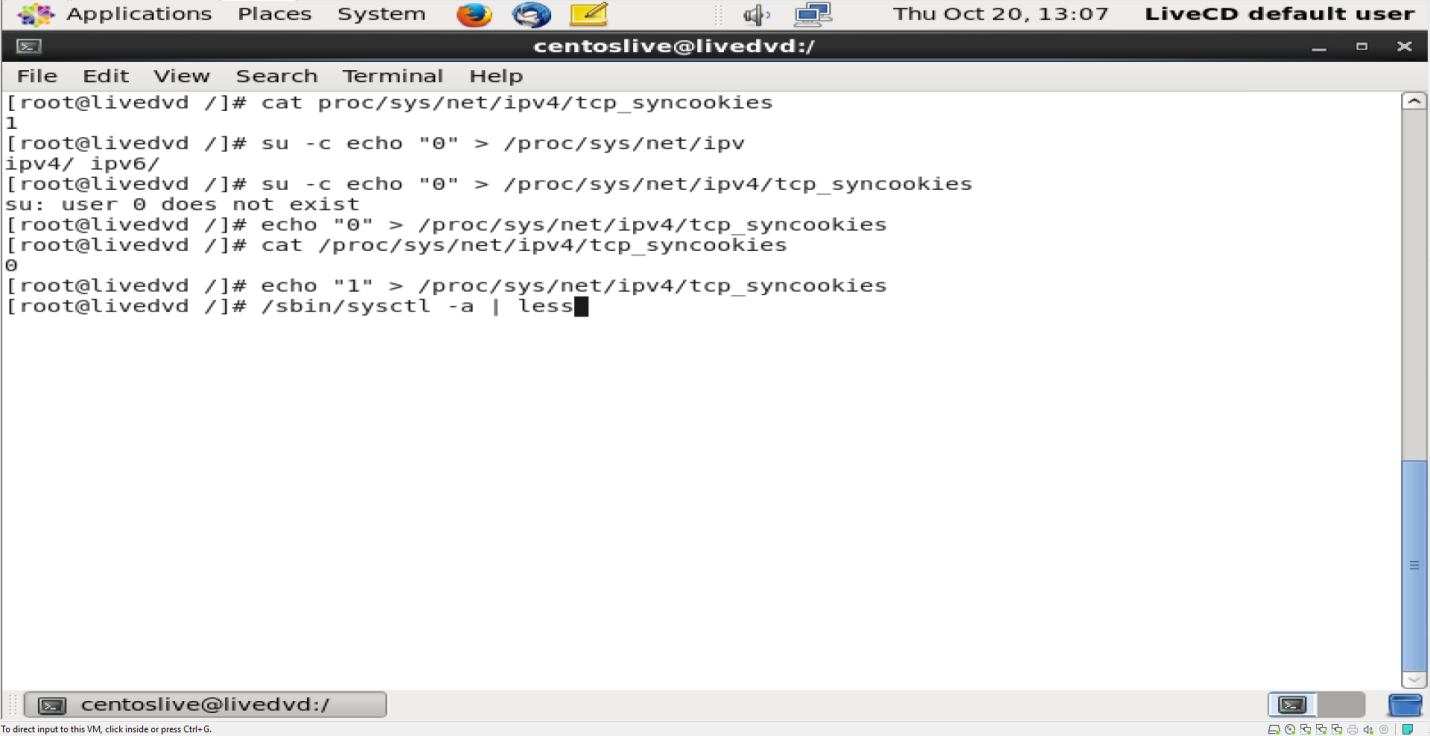 Applications Places System Thu Oct 20, 13:07 LiveCD default user
centoslive@livedvd:/
File Edit View Search Terminal Help
[root@livedvd /]# cat proc/sys/net/ipv4/tcp_syncookies
1
[root@livedvd /]# su -c echo "0" > /proc/sys/net/ipv
ipv4/ ipv6/
[root@livedvd /]# su -c echo "0" > /proc/sys/net/ipv4/tcp_syncookies
su: user 0 does not exist
[root@livedvd /]# echo "0" > /proc/sys/net/ipv4/tcp_syncookies
[root@livedvd /]# cat /proc/sys/net/ipv4/tcp_syncookies
0
[root@livedvd /]# echo "1" > /proc/sys/net/ipv4/tcp_syncookies
[root@livedvd /]# /sbin/sysctl -a | less
centoslive@livedvd:/
To direct input to this VM, click inside or press Ctrl+G.